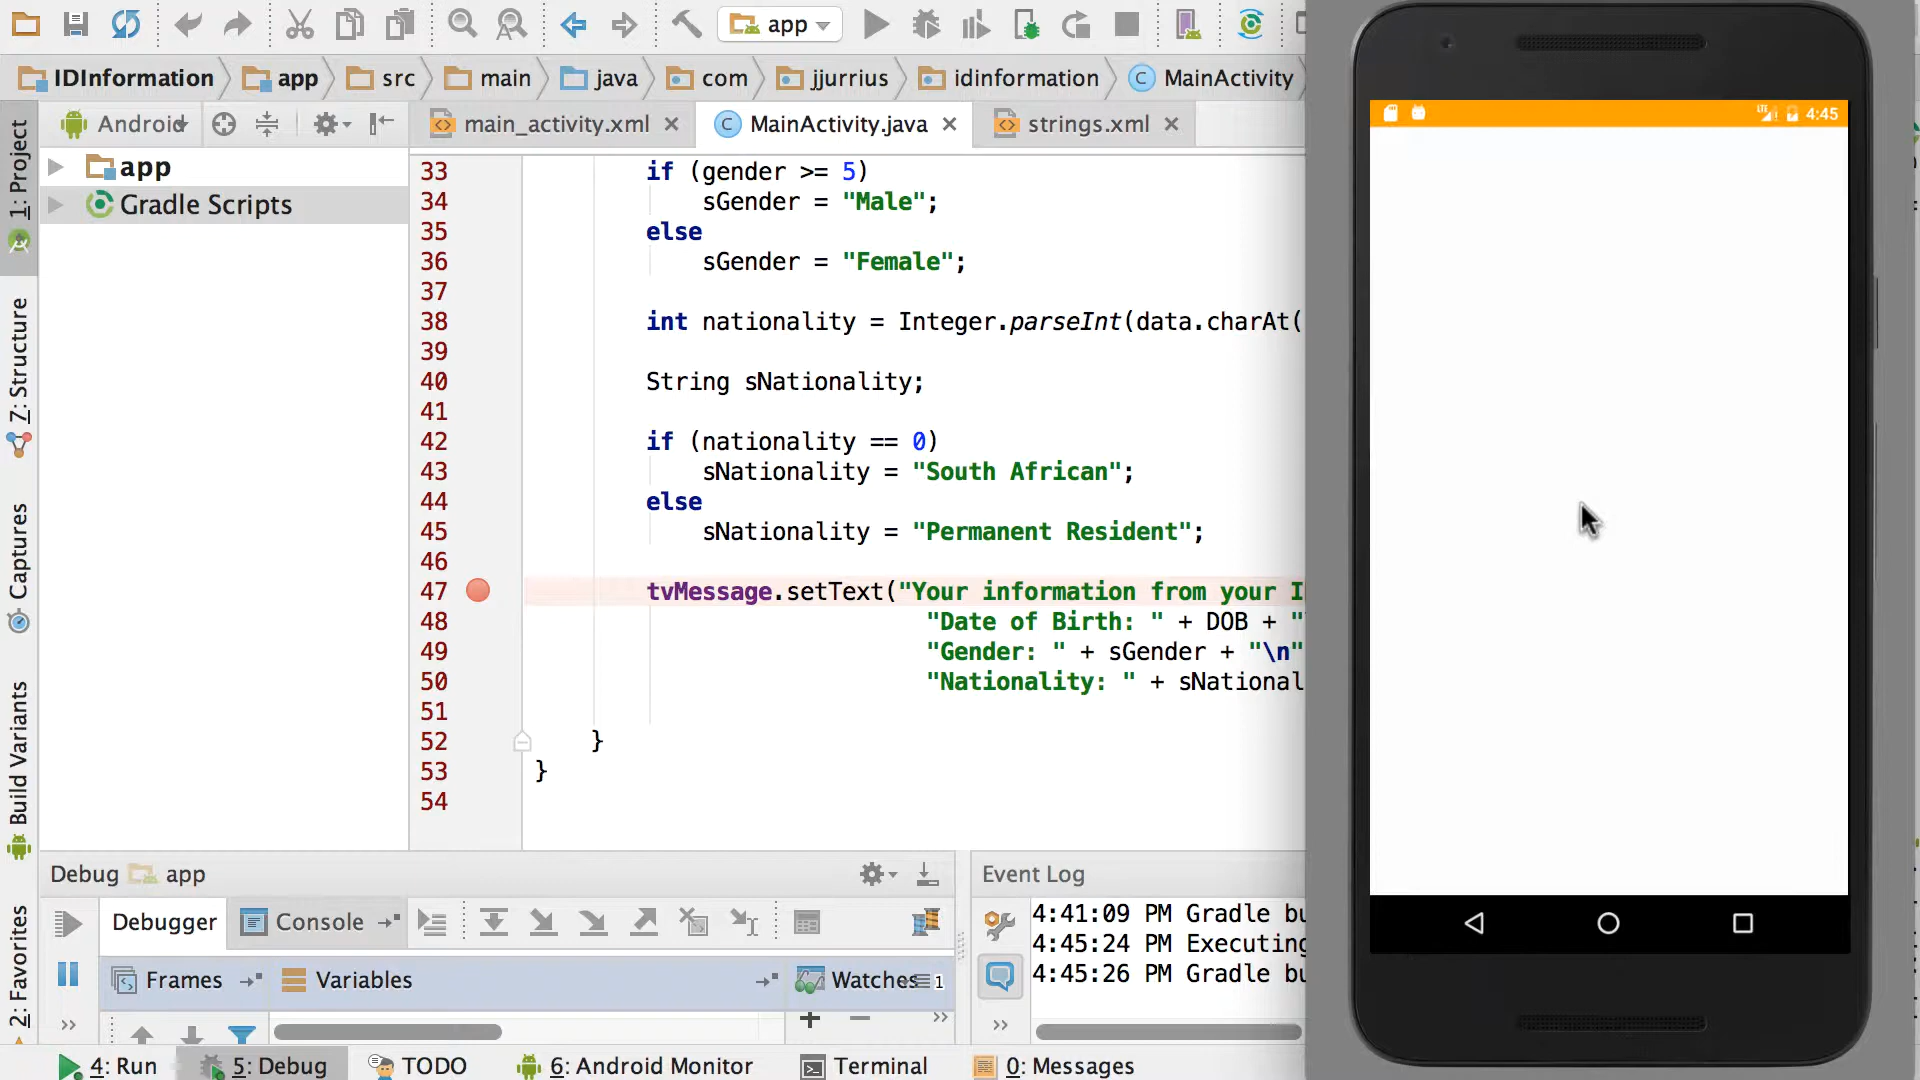 app
IDInformation app src main java com jjurrius idinformation MainActivity
Android main_activity.xml MainActivity.java strings.xml
1: Project
Z: Structure
Captures
Build Variants
2: Favorites
app
Gradle Scripts
33 if (gender >= 5)
34 sGender = "Male";
35 else
36 sGender = "Female";
37
38 int nationality = Integer.parseInt(data.charAt(
39
40 String sNationality;
41
42 if (nationality == 0)
43 sNationality = "South African";
44 else
45 sNationality = "Permanent Resident";
46
47 tvMessage.setText("Your information from your I
48 "Date of Birth: " + DOB + "
49 "Gender: " + sGender + "\n"
50 "Nationality: " + sNational
51
52 }
53 }
54
Debug app
Debugger Console
Frames Variables Watches 1
Event Log
4:41:09 PM Gradle bu
4:45:24 PM Executing
4:45:26 PM Gradle bu
4: Run 5: Debug TODO 6: Android Monitor Terminal 0: Messages
LTE 4:45